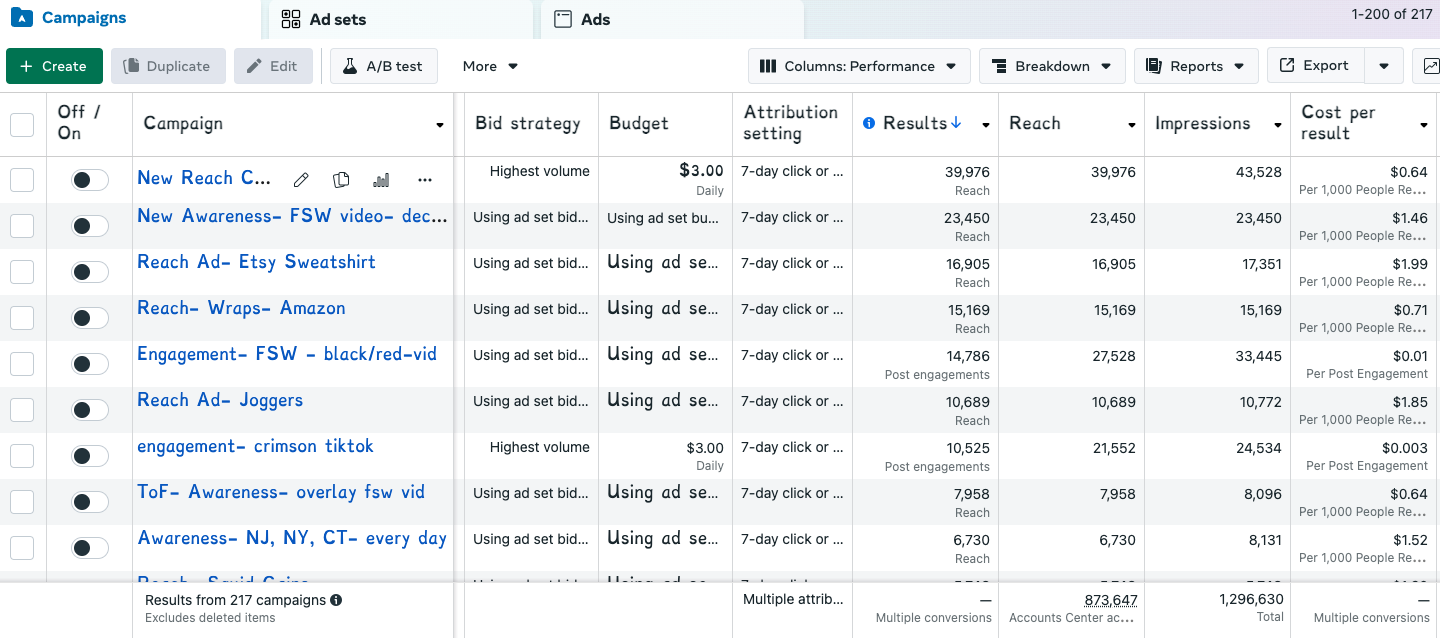 Campaigns
Ad sets
Ads
1-200 of 217
+ Create
Duplicate
Edit
A/B test
More
Columns: Performance
Breakdown
Reports
Export
Off / On
Campaign
Bid strategy
Budget
Attribution setting
Results
Reach
Impressions
Cost per result
New Reach C... Highest volume $3.00 7-day click or ... 39,976 39,976 43,528 $0.64
Daily Reach Per 1,000 People Re...
New Awareness- FSW video- dec... Using ad set bid... Using ad set bu... 7-day click or ... 23,450 23,450 23,450 $1.46
Reach Per 1,000 People Re...
Reach Ad- Etsy Sweatshirt Using ad set bid... Using ad se... 7-day click or ... 16,905 16,905 17,351 $1.99
Reach Per 1,000 People Re...
Reach- Wraps- Amazon Using ad set bid... Using ad se... 7-day click or ... 15,169 15,169 15,169 $0.71
Reach Per 1,000 People Re...
Engagement- FSW - black/red-vid Using ad set bid... Using ad se... 7-day click or ... 14,786 27,528 33,445 $0.01
Post engagements Per Post Engagement
Reach Ad- Joggers Using ad set bid... Using ad se... 7-day click or ... 10,689 10,689 10,772 $1.85
Reach Per 1,000 People Re...
engagement- crimson tiktok Highest volume $3.00 7-day click or ... 10,525 21,552 24,534 $0.003
Daily Post engagements Per Post Engagement
ToF- Awareness- overlay fsw vid Using ad set bid... Using ad se... 7-day click or ... 7,958 7,958 8,096 $0.64
Reach Per 1,000 People Re...
Awareness- NJ, NY, CT- every day Using ad set bid... Using ad se... 7-day click or ... 6,730 6,730 8,131 $1.52
Reach Per 1,000 People Re...
Results from 217 campaigns Multiple attrib... — 873,647 1,296,630 —
Excludes deleted items Multiple conversions Accounts Center ac... Total Multiple conversions